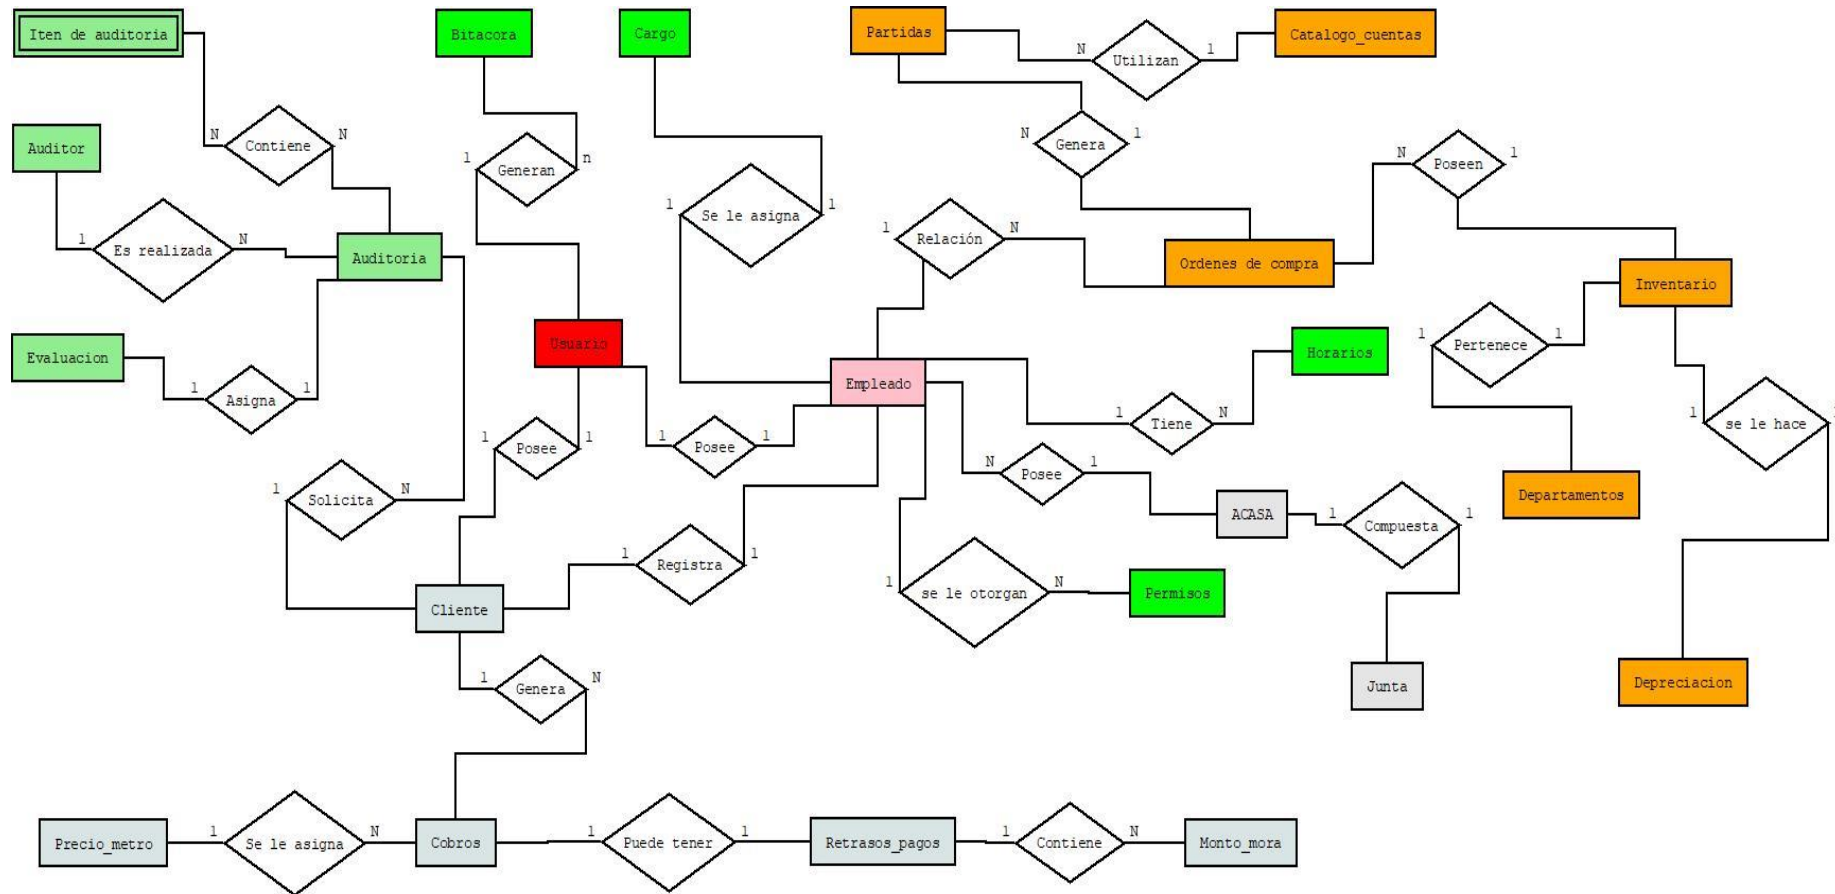 Iten de auditoria
Bitacora
Cargo
Partidas
Catalogo_cuentas
N
Utilizan
1
N
Contiene
N
Auditor
1
Generan
n
N
Genera
1
N
Poseen
1
1
Se le asigna
1
1
Es realizada
N
Auditoria
1
Relación
N
Ordenes de compra
Inventario
Evaluacion
Usuario
Empleado
Horarios
1
Pertenece
1
1
Asigna
1
1
Posee
1
1
Posee
1
1
Tiene
N
1
se le hace
1
1
Solicita
N
N
Posee
1
ACASA
1
Compuesta
1
Departamentos
1
Registra
1
Cliente
1
se le otorgan
N
Permisos
1
Genera
N
Junta
Depreciacion
Precio_metro
1
Se le asigna
N
Cobros
1
Puede tener
1
Retrasos_pagos
1
Contiene
N
Monto_mora